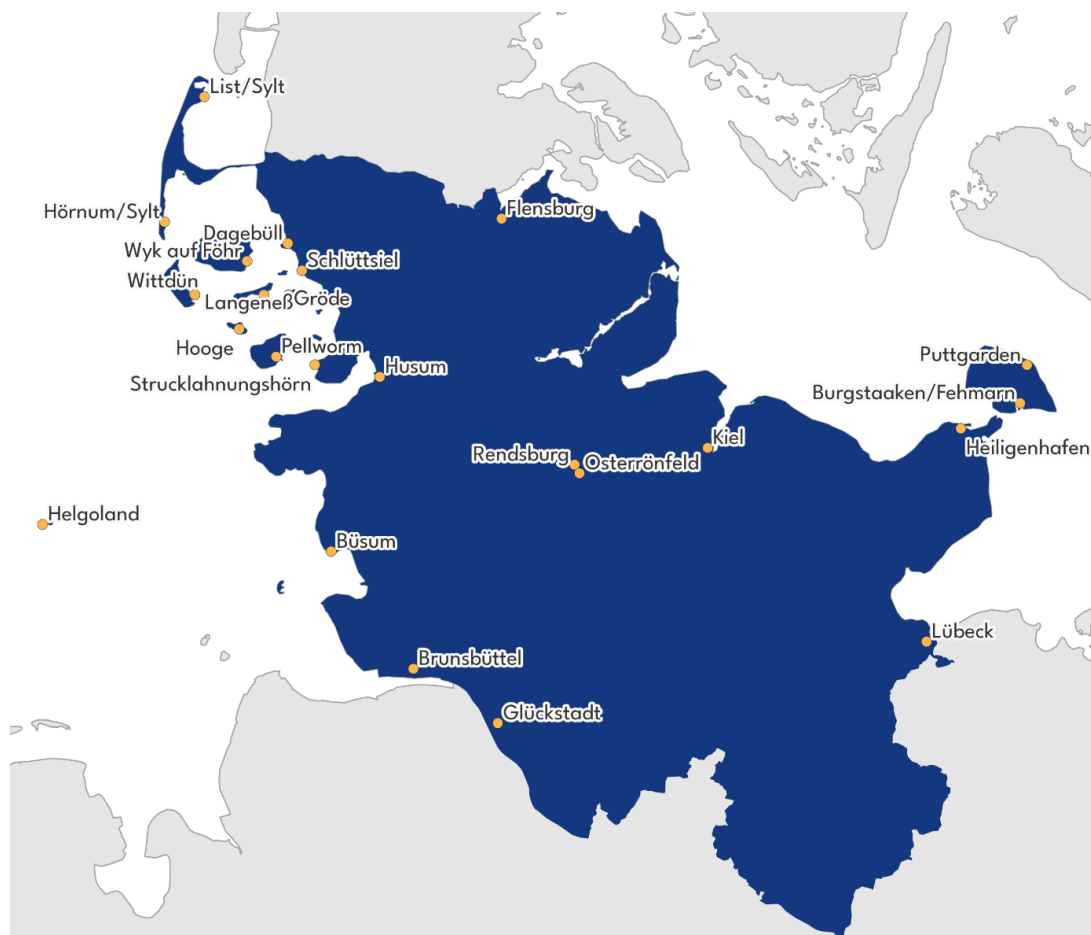 List/Sylt
Hörnum/Sylt
Flensburg
Dagebüll
Wyk auf Föhr
Schlüttsiel
Wittdün
Langeneß
Gröde
Hooge
Pellworm
Strucklahnungshörn
Husum
Puttgarden
Burgstaaken/Fehmarn
Heiligenhafen
Kiel
Rendsburg
Osterrönfeld
Helgoland
Büsum
Lübeck
Brunsbüttel
Glückstadt